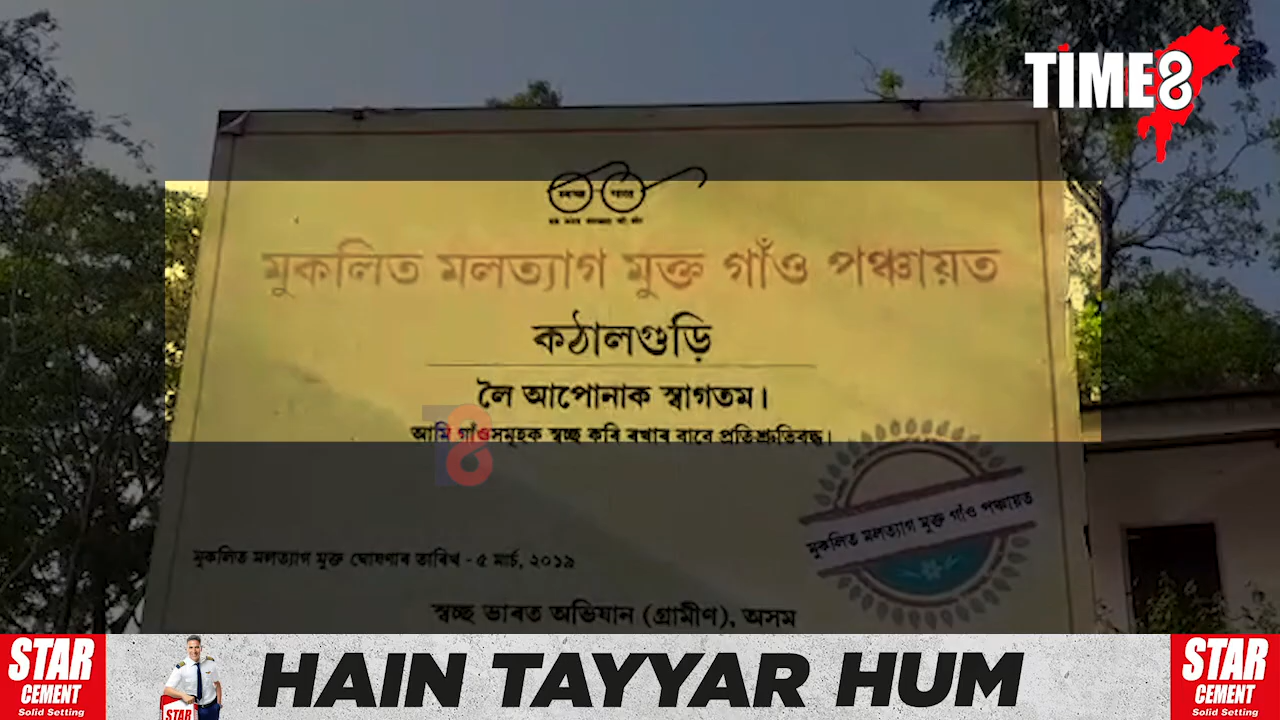 TIME8
মুকলিত মলত্যাগ মুক্ত গাঁও পঞ্চায়ত
কঠালগুড়ি
লৈ আপোনাক স্বাগতম।
আমি গাঁওসমূহক স্বচ্ছ কৰি ৰখাৰ বাবে প্ৰতিশ্ৰুতিবদ্ধ।
T8
মুকলিত মলত্যাগ মুক্ত গাঁও পঞ্চায়ত
মুকলিত মলত্যাগ মুক্ত ঘোষণাৰ তাৰিখ - ৫ মাৰ্চ, ২০১৯
স্বচ্ছ ভাৰত অভিযান (গ্ৰামীণ), অসম
STAR
CEMENT
Solid Setting
STAR
HAIN TAYYAR HUM
STAR
CEMENT
Solid Setting